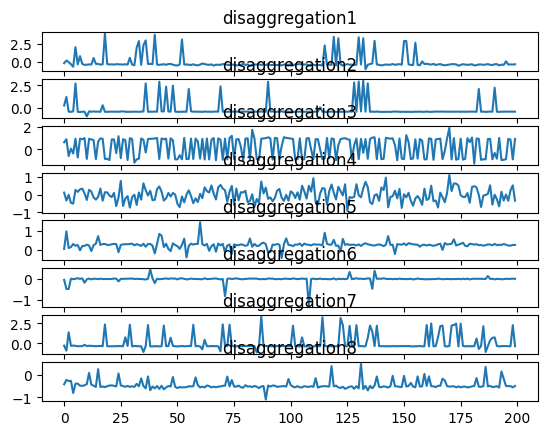 disaggregation1
2.5
0.0
disaggregation2
2.5
0.0
disaggregation3
2
0
disaggregation4
1
0
−1
disaggregation5
1
0
disaggregation6
0
−1
disaggregation7
2.5
0.0
disaggregation8
0
−1
0 25 50 75 100 125 150 175 200